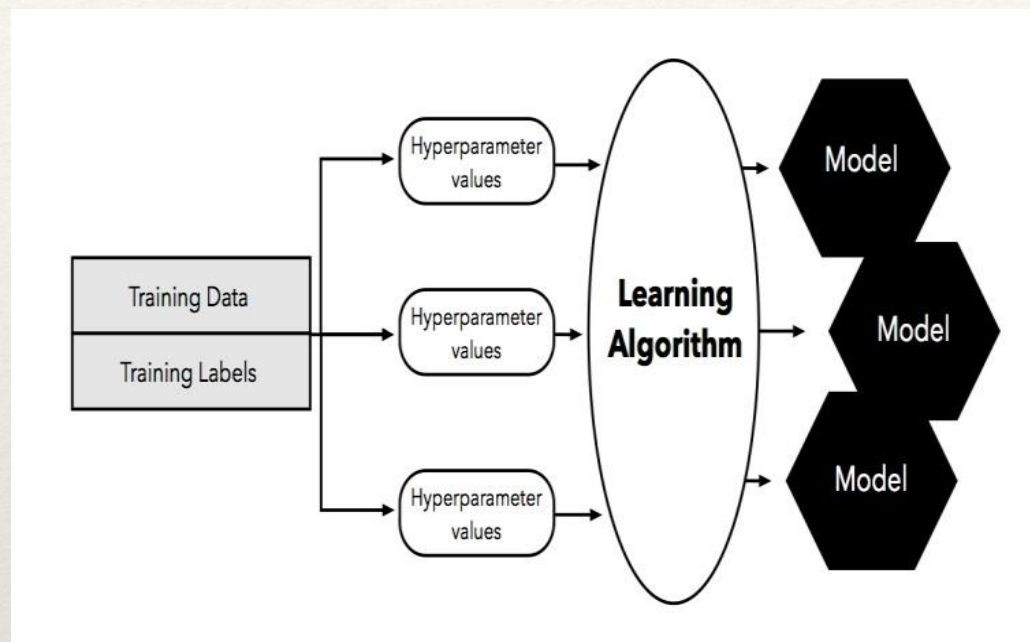 Training Data
Training Labels
Hyperparameter
values
Hyperparameter
values
Hyperparameter
values
Learning
Algorithm
Model
Model
Model